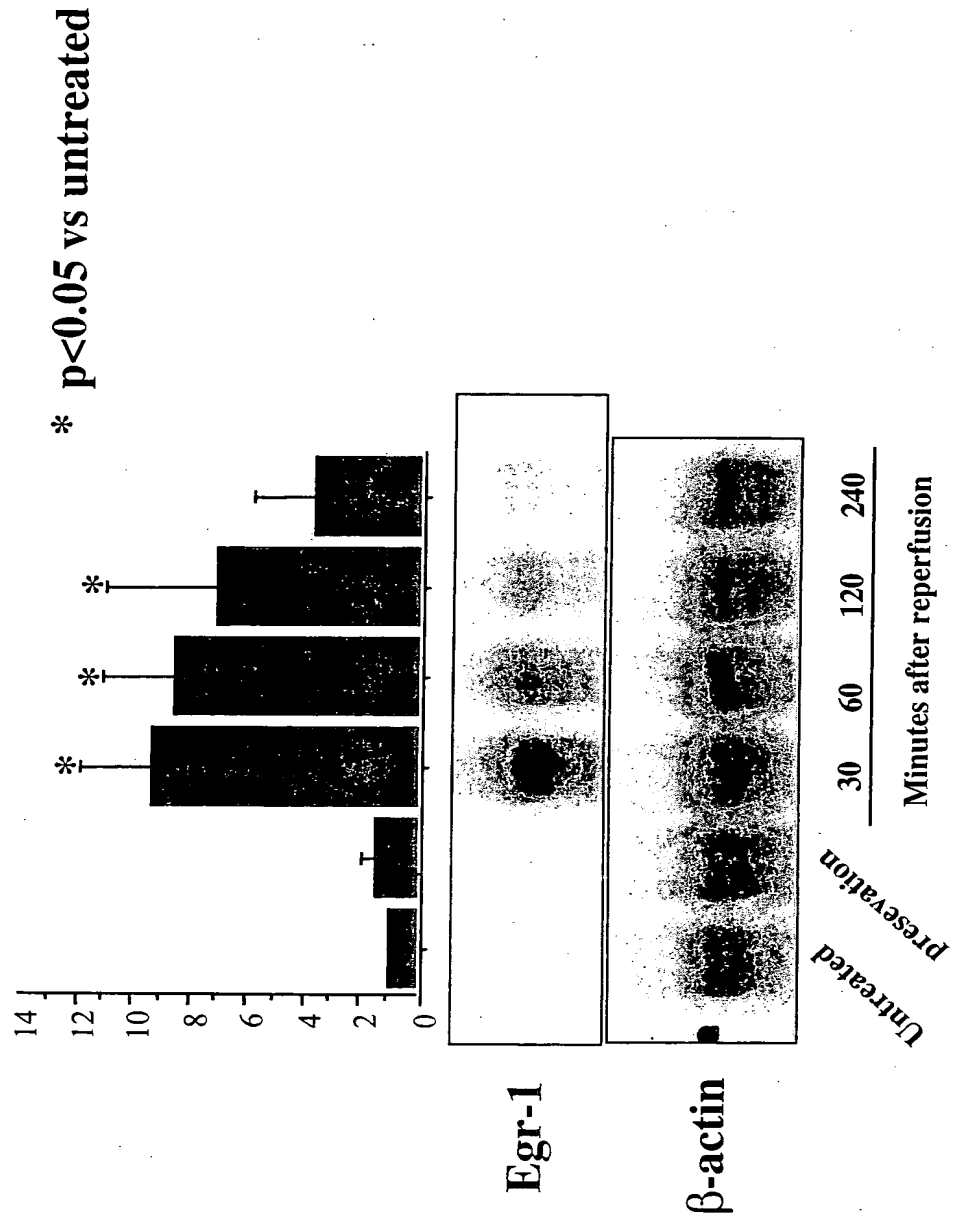 * p<0.05 vs untreated
14
12
10
8
6
4
2
0
*
*
*
Egr-1
β-actin
Untreated
presevation
30
60
120
240
Minutes after reperfusion